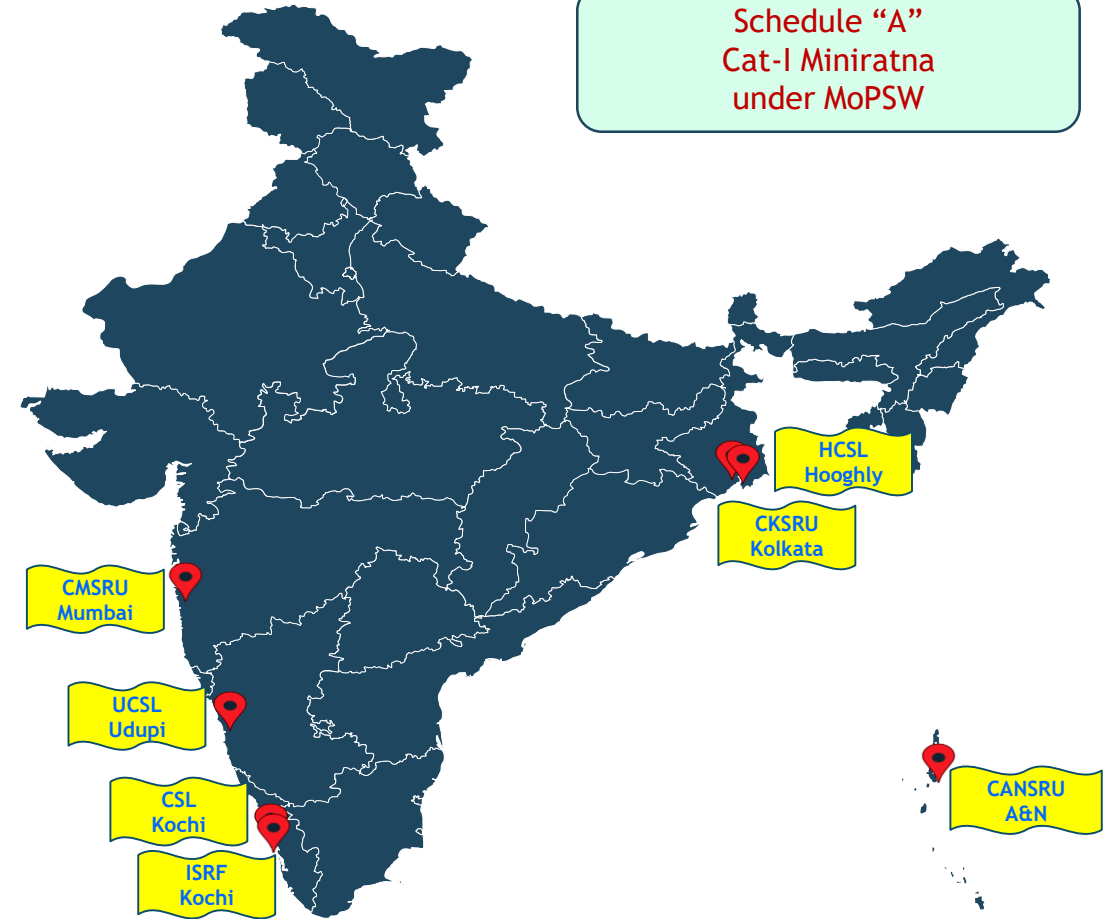 Schedule “A”
Cat-I Miniratna
under MoPSW
HCSL
Hooghly
CKSRU
Kolkata
CMSRU
Mumbai
UCSL
Udupi
CSL
Kochi
ISRF
Kochi
CANSRU
A&N